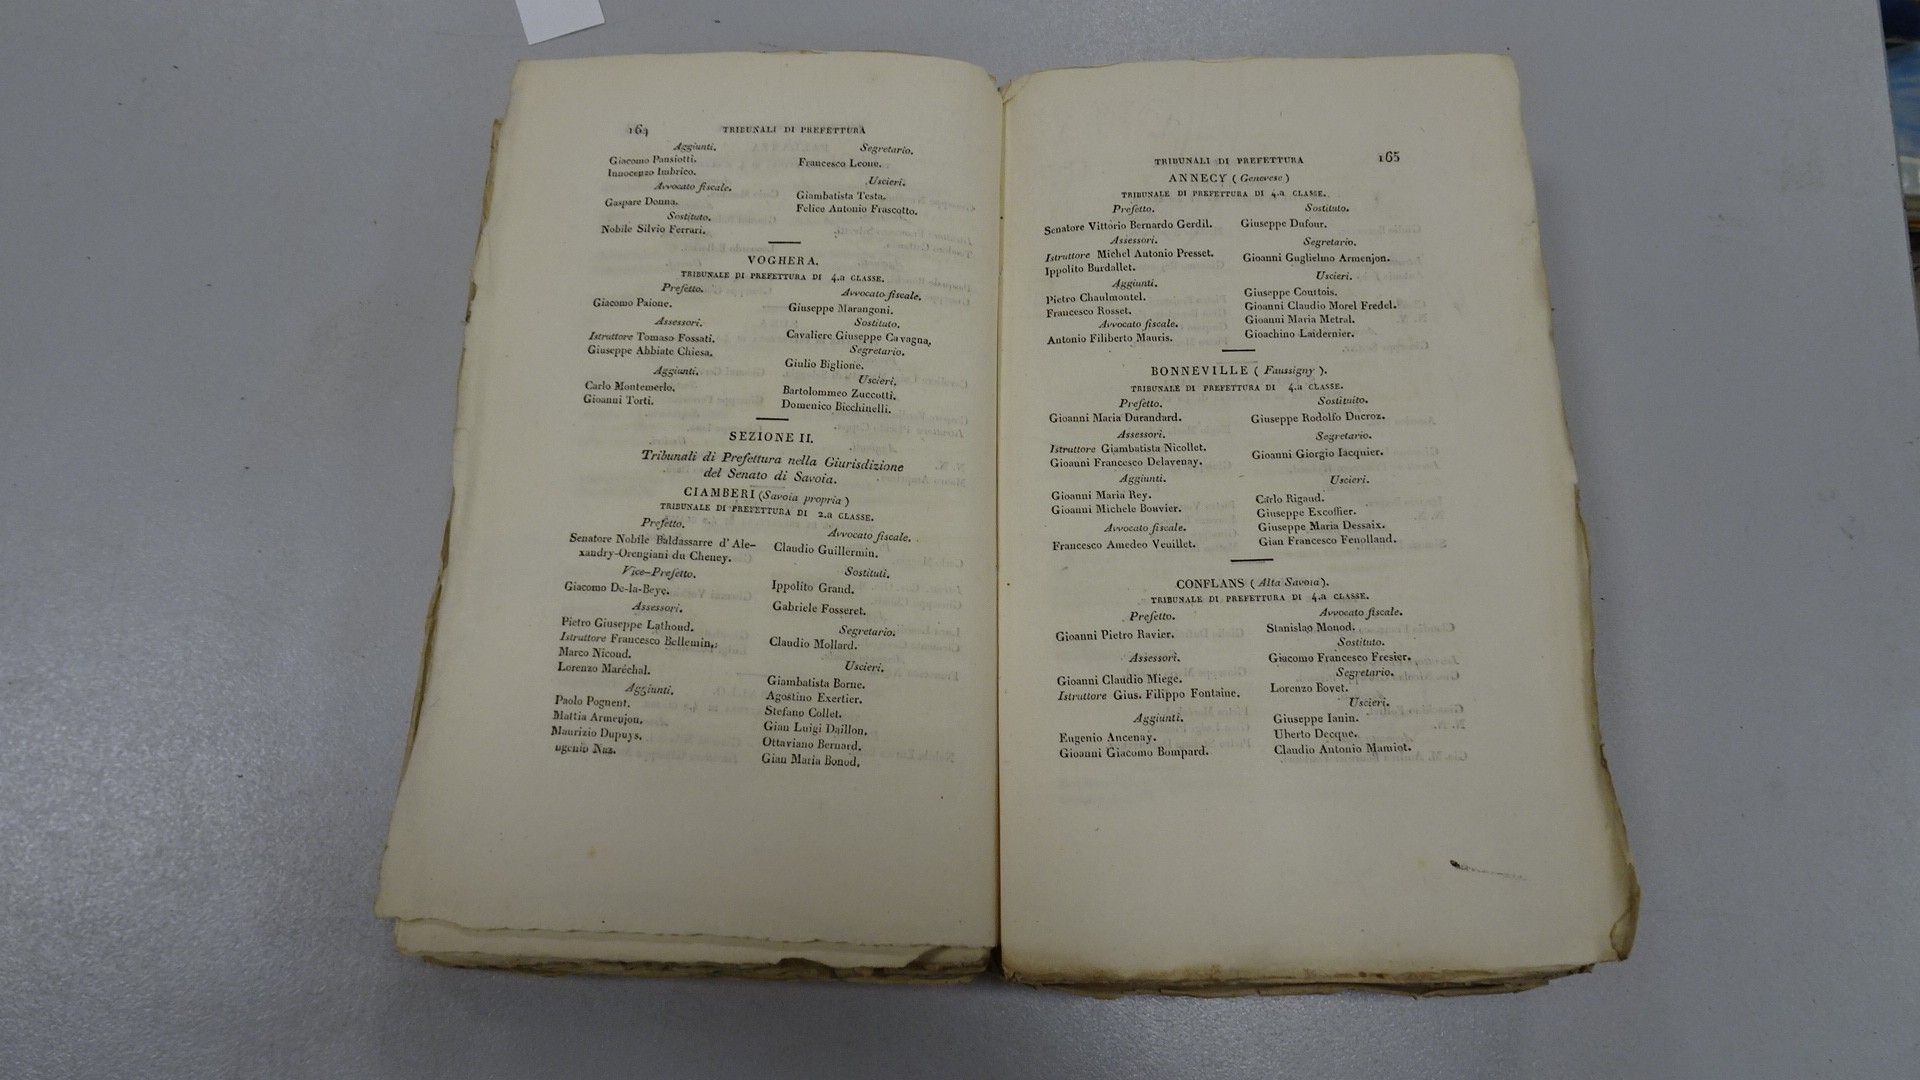 164 TRIBUNALI DI PREFETTURA
Aggiunti.
Giacomo Pansiotti.
Innocenzo Imbrico.
Avvocato fiscale.
Gaspare Donna.
Sostituto.
Nobile Silvio Ferrari.
Segretario.
Francesco Leone.
Uscieri.
Giambatista Testa.
Felice Antonio Frascotto.
VOGHERA.
TRIBUNALE DI PREFETTURA DI 4.a CLASSE.
Prefetto.
Giacomo Paione.
Assessori.
Istruttore Tomaso Fossati.
Giuseppe Abbiate Chiesa.
Aggiunti.
Carlo Montemerlo.
Gioanni Torti.
Avvocato fiscale.
Giuseppe Marangoni.
Sostituto.
Cavaliere Giuseppe Cavagna.
Segretario.
Giulio Biglione.
Uscieri.
Bartolommeo Zuccotti.
Domenico Bicchinelli.
SEZIONE II.
Tribunali di Prefettura nella Giurisdizione
del Senato di Savoia.
CIAMBERI (Savoia propria)
TRIBUNALE DI PREFETTURA DI 2.a CLASSE.
Prefetto.
Senatore Nobile Baldassarre d'Ale-
xandry-Orengiani du Cheney.
Vice-Prefetto.
Giacomo De-la-Beye.
Assessori.
Pietro Giuseppe Lathoud.
Istruttore Francesco Bellemin.
Marco Nicoud.
Lorenzo Maréchal.
Aggiunti.
Paolo Pognent.
Mattia Armenjon.
Maurizio Dupuys.
ugenio Naz.
Avvocato fiscale.
Claudio Guillermin.
Sostituti.
Ippolito Grand.
Gabriele Fosseret.
Segretario.
Claudio Mollard.
Uscieri.
Giambatista Borne.
Agostino Exertier.
Stefano Collet.
Gian Luigi Daillon.
Ottaviano Bernard.
Gian Maria Bonod.
TRIBUNALI DI PREFETTURA 165
ANNECY (Genevese)
TRIBUNALE DI PREFETTURA DI 4.a CLASSE.
Prefetto.
Senatore Vittorio Bernardo Gerdil.
Assessori.
Istruttore Michel Antonio Presset.
Ippolito Burdallet.
Aggiunti.
Pietro Chaulmontel.
Francesco Rosset.
Avvocato fiscale.
Antonio Filiberto Mauris.
Sostituto.
Giuseppe Dufour.
Segretario.
Gioanni Guglielmo Armenjon.
Uscieri.
Giuseppe Couttois.
Gioanni Claudio Morel Fredel.
Gioanni Maria Metral.
Gioachino Laidernier.
BONNEVILLE (Faussigny).
TRIBUNALE DI PREFETTURA DI 4.a CLASSE.
Prefetto.
Gioanni Maria Durandard.
Assessori.
Istruttore Giambatista Nicollet.
Gioanni Francesco Delavenay.
Aggiunti.
Gioanni Maria Rey.
Gioanni Michele Bouvier.
Avvocato fiscale.
Francesco Amedeo Veuillet.
Sostituito.
Giuseppe Rodolfo Ducroz.
Segretario.
Gioanni Giorgio Iacquier.
Uscieri.
Carlo Rigaud.
Giuseppe Excoffier.
Giuseppe Maria Dessaix.
Gian Francesco Fenolland.
CONFLANS (Alta Savoia).
TRIBUNALE DI PREFETTURA DI 4.a CLASSE.
Prefetto.
Gioanni Pietro Ravier.
Assessori.
Gioanni Claudio Miege.
Istruttore Gius. Filippo Fontaine.
Aggiunti.
Eugenio Ancenay.
Gioanni Giacomo Bompard.
Avvocato fiscale.
Stanislao Monod.
Sostituto.
Giacomo Francesco Fresier.
Segretario.
Lorenzo Bovet.
Uscieri.
Giuseppe Ianin.
Uberto Decque.
Claudio Antonio Mamiot.